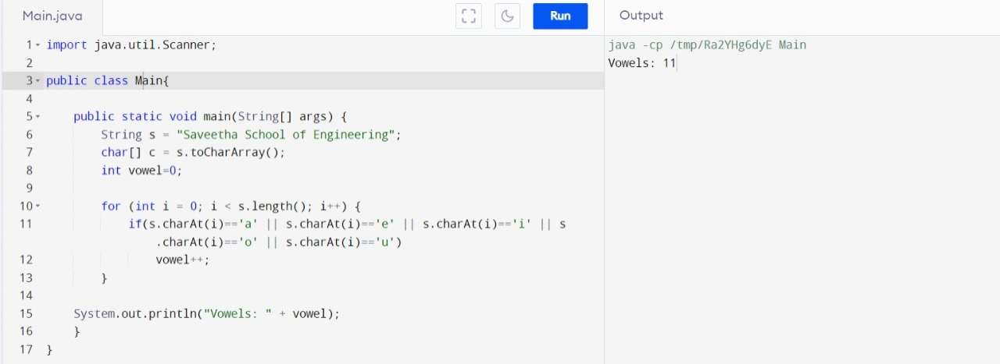 Main.java
Run
Output
1 import java.util.Scanner;
2
3 public class Main{
4
5 public static void main(String[] args) {
6 String s = "Saveetha School of Engineering";
7 char[] c = s.toCharArray();
8 int vowel=0;
9
10 for (int i = 0; i < s.length(); i++) {
11 if(s.charAt(i)=='a' || s.charAt(i)=='e' || s.charAt(i)=='i' || s
.charAt(i)=='o' || s.charAt(i)=='u')
12 vowel++;
13 }
14
15 System.out.println("Vowels: " + vowel);
16 }
17 }
java -cp /tmp/Ra2YHg6dyE Main
Vowels: 11